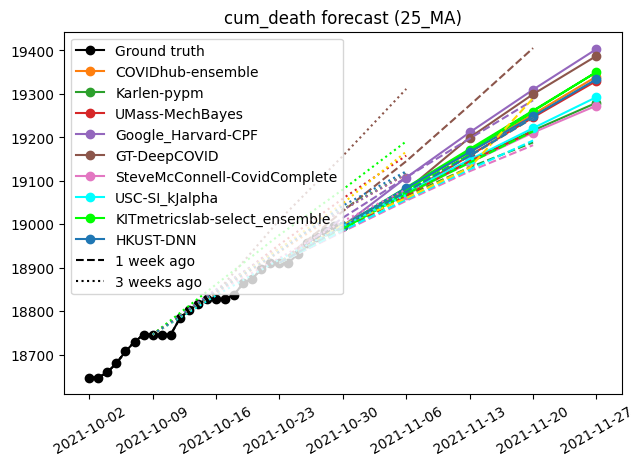 cum_death forecast (25_MA)
19400
19300
19200
19100
19000
18900
18800
18700
Ground truth
COVIDhub-ensemble
Karlen-pypm
UMass-MechBayes
Google_Harvard-CPF
GT-DeepCOVID
SteveMcConnell-CovidComplete
USC-SI_kJalpha
KITmetricslab-select_ensemble
HKUST-DNN
1 week ago
3 weeks ago
2021-10-02
2021-10-09
2021-10-16
2021-10-23
2021-10-30
2021-11-06
2021-11-13
2021-11-20
2021-11-27